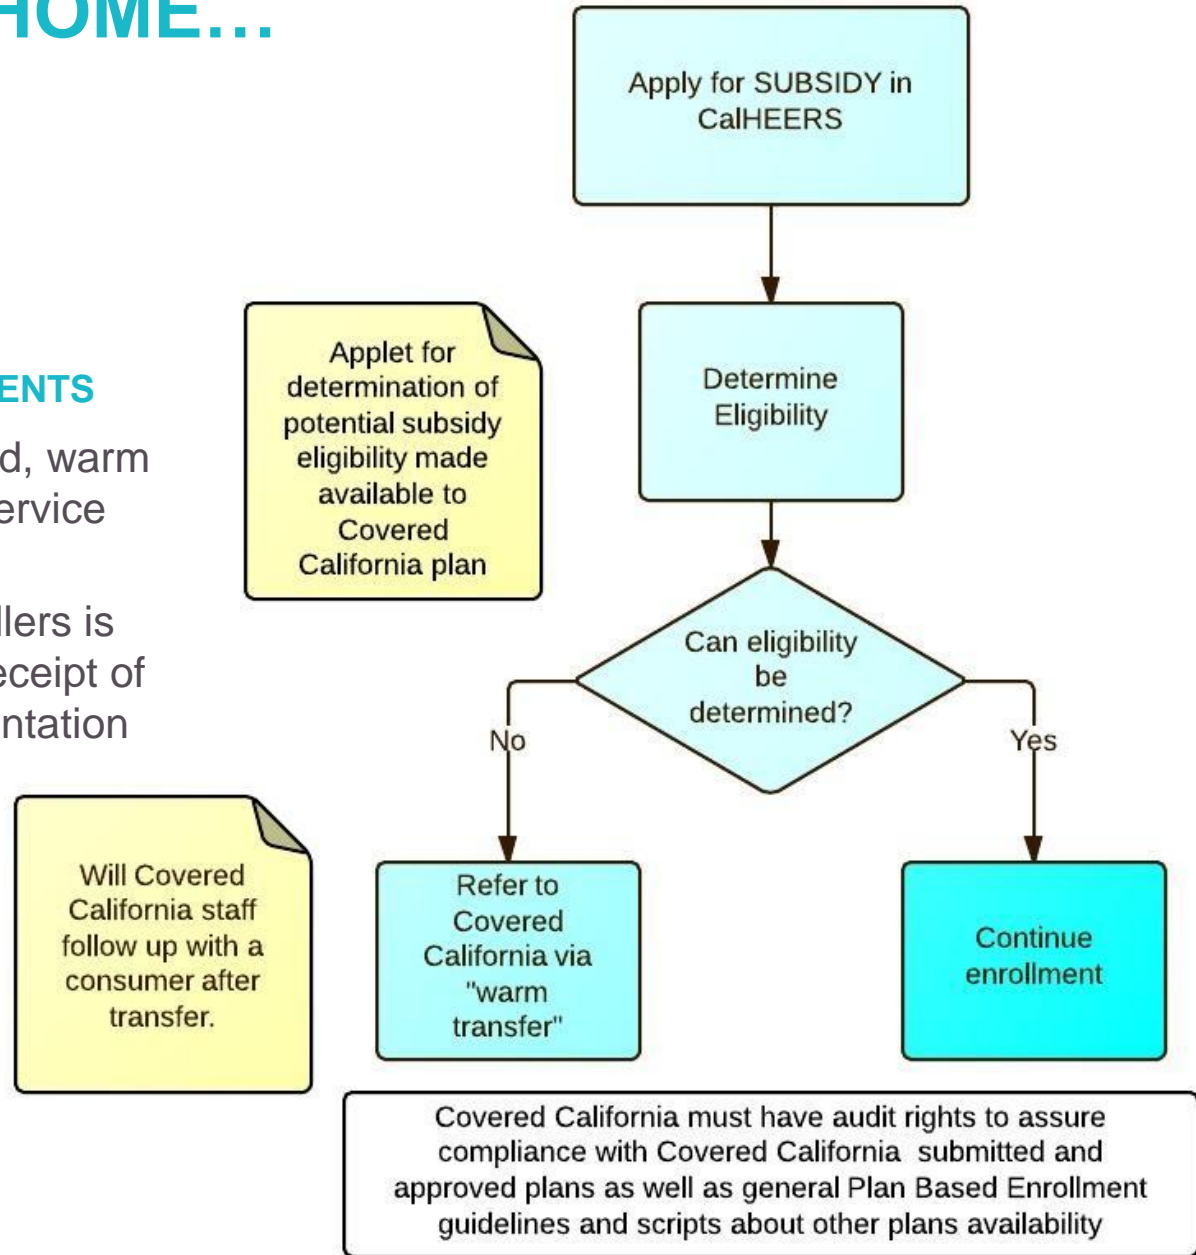 HOME…
Apply for SUBSIDY in
CalHEERS
Applet for
determination of
potential subsidy
eligibility made
available to
Covered
California plan
Determine
Eligibility
ENTS
d, warm
ervice
llers is
eceipt of
ntation
Can eligibility
be
determined?
No
Yes
Will Covered
California staff
follow up with a
consumer after
transfer.
Refer to
Covered
California via
"warm
transfer"
Continue
enrollment
Covered California must have audit rights to assure
compliance with Covered California submitted and
approved plans as well as general Plan Based Enrollment
guidelines and scripts about other plans availability